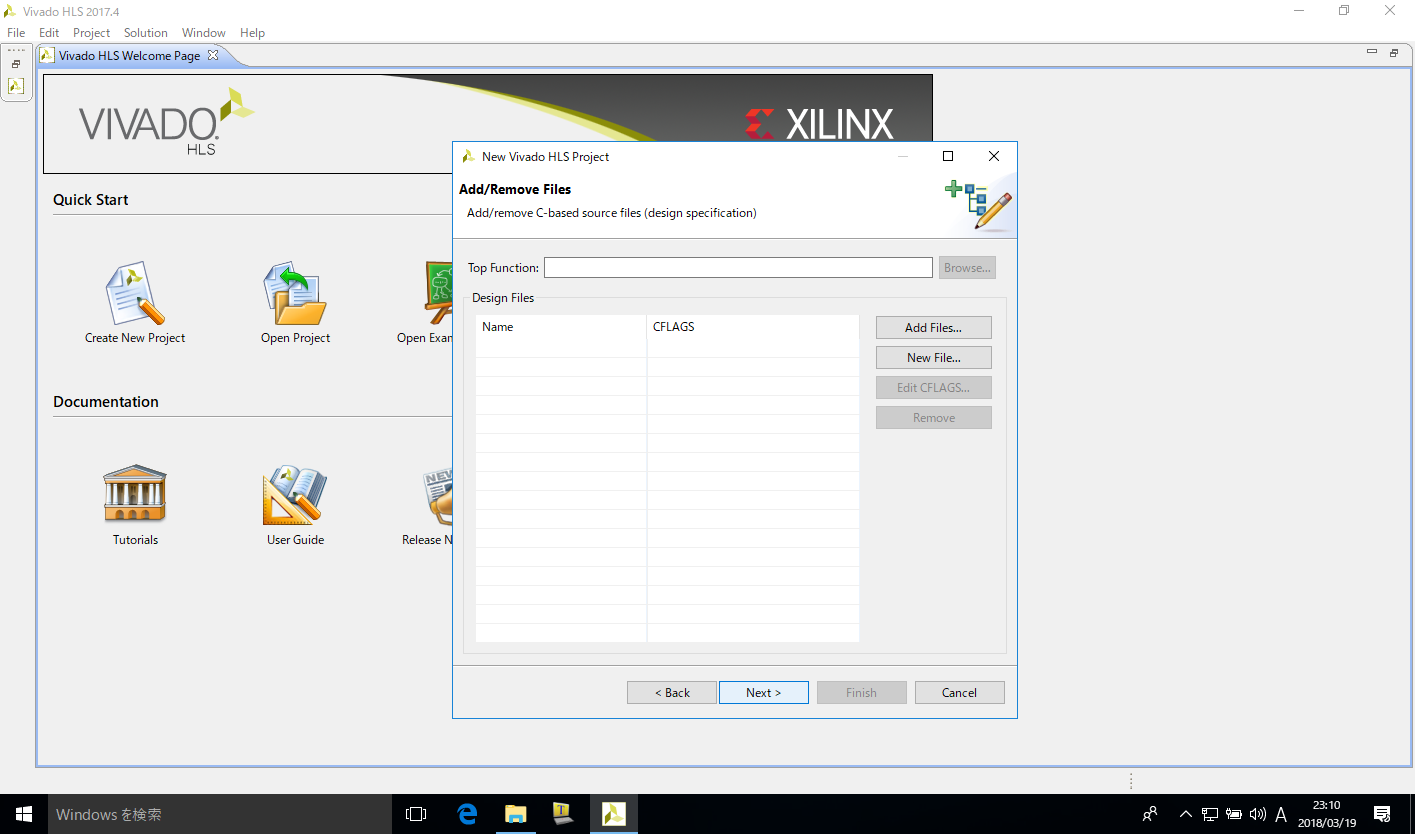 Vivado HLS 2017.4
File Edit Project Solution Window Help
Vivado HLS Welcome Page
VIVADO.
HLS
XILINX
Quick Start
Create New Project
Open Project
Open Exam
Documentation
Tutorials
User Guide
Release N
NEW
New Vivado HLS Project
Add/Remove Files
Add/remove C-based source files (design specification)
Top Function:
Browse...
Design Files
Name CFLAGS
Add Files...
New File...
Edit CFLAGS...
Remove
< Back
Next >
Finish
Cancel
Windows を検索
A
23:10
2018/03/19